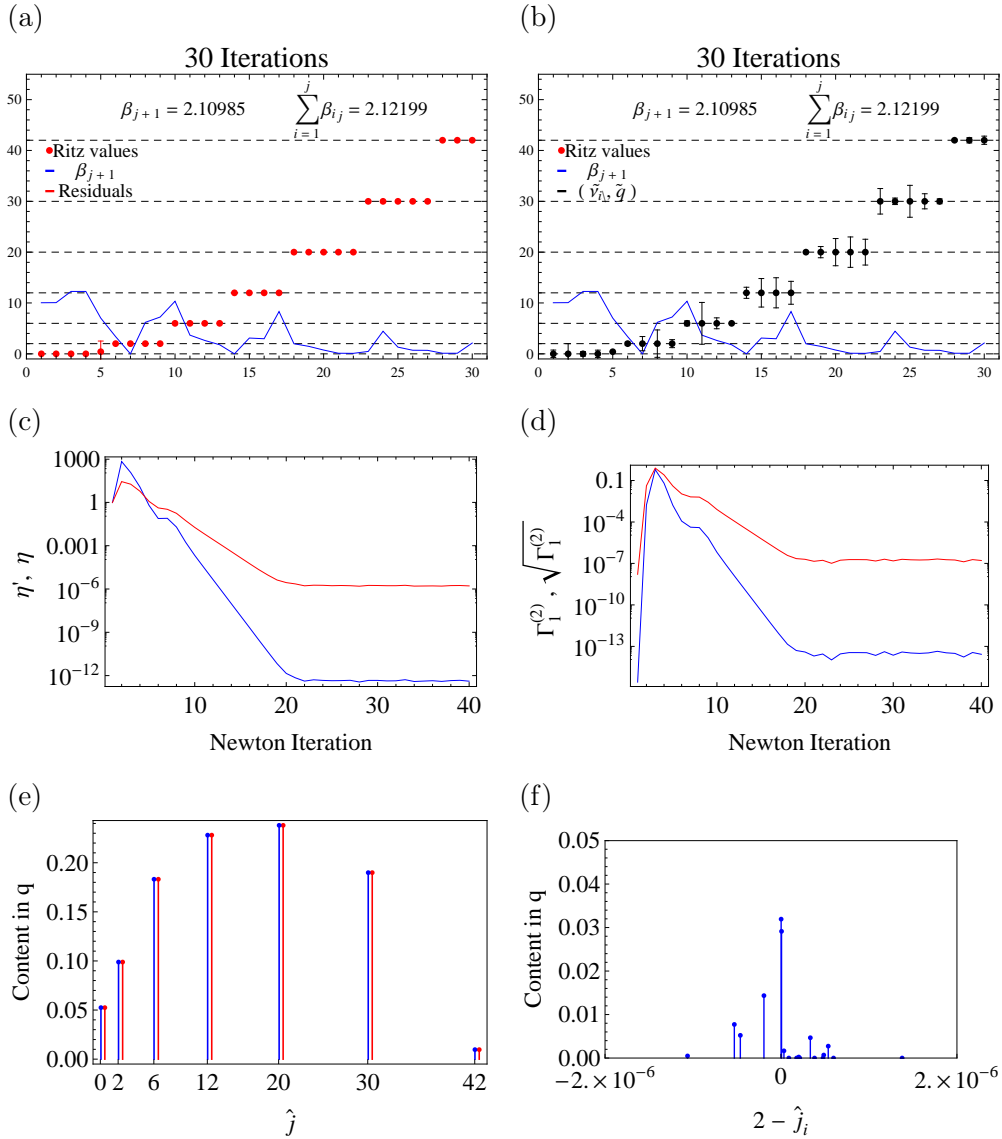 (a)
30 Iterations
β_{j+1} = 2.10985 ∑_{i=1}^{j} β_{ij} = 2.12199
Ritz values
β_{j+1}
Residuals
0 10 20 30 40 50
0 5 10 15 20 25 30
(b)
30 Iterations
β_{j+1} = 2.10985 ∑_{i=1}^{j} β_{ij} = 2.12199
Ritz values
β_{j+1}
( ṽ_{i\}, q̃ )
0 10 20 30 40 50
0 5 10 15 20 25 30
(c)
η', η
1000
1
0.001
10^{-6}
10^{-9}
10^{-12}
10 20 30 40
Newton Iteration
(d)
Γ_1^{(2)}, √Γ_1^{(2)}
0.1
10^{-4}
10^{-7}
10^{-10}
10^{-13}
10 20 30 40
Newton Iteration
(e)
Content in q
0.20
0.15
0.10
0.05
0.00
0 2 6 12 20 30 42
ĵ
(f)
Content in q
0.05
0.04
0.03
0.02
0.01
0.00
−2.×10^{-6} 0 2.×10^{-6}
2 − ĵ_i